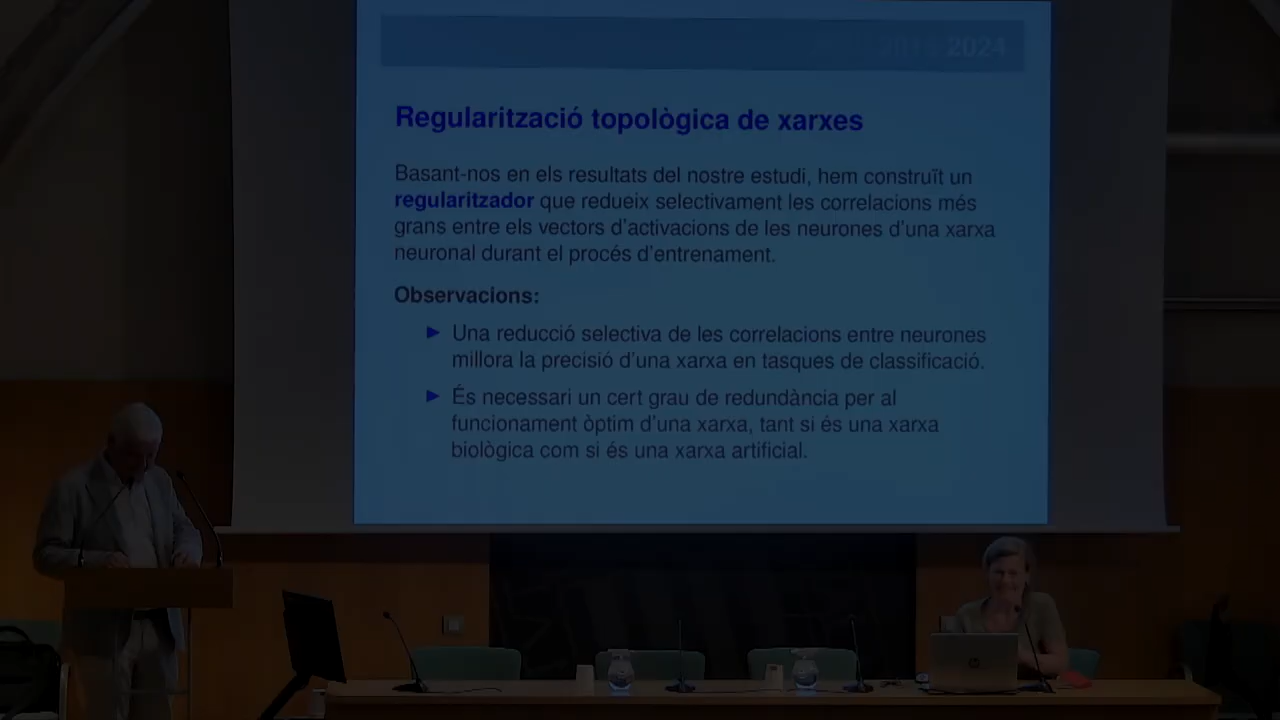 2024
Regularització topològica de xarxes
Basant-nos en els resultats del nostre estudi, hem construït un
regularitzador que redueix selectivament les correlacions més
grans entre els vectors d'activacions de les neurones d'una xarxa
neuronal durant el procés d'entrenament.
Observacions:
Una reducció selectiva de les correlacions entre neurones
millora la precisió d'una xarxa en tasques de classificació.
És necessari un cert grau de redundància per al
funcionament òptim d'una xarxa, tant si és una xarxa
biològica com si és una xarxa artificial.